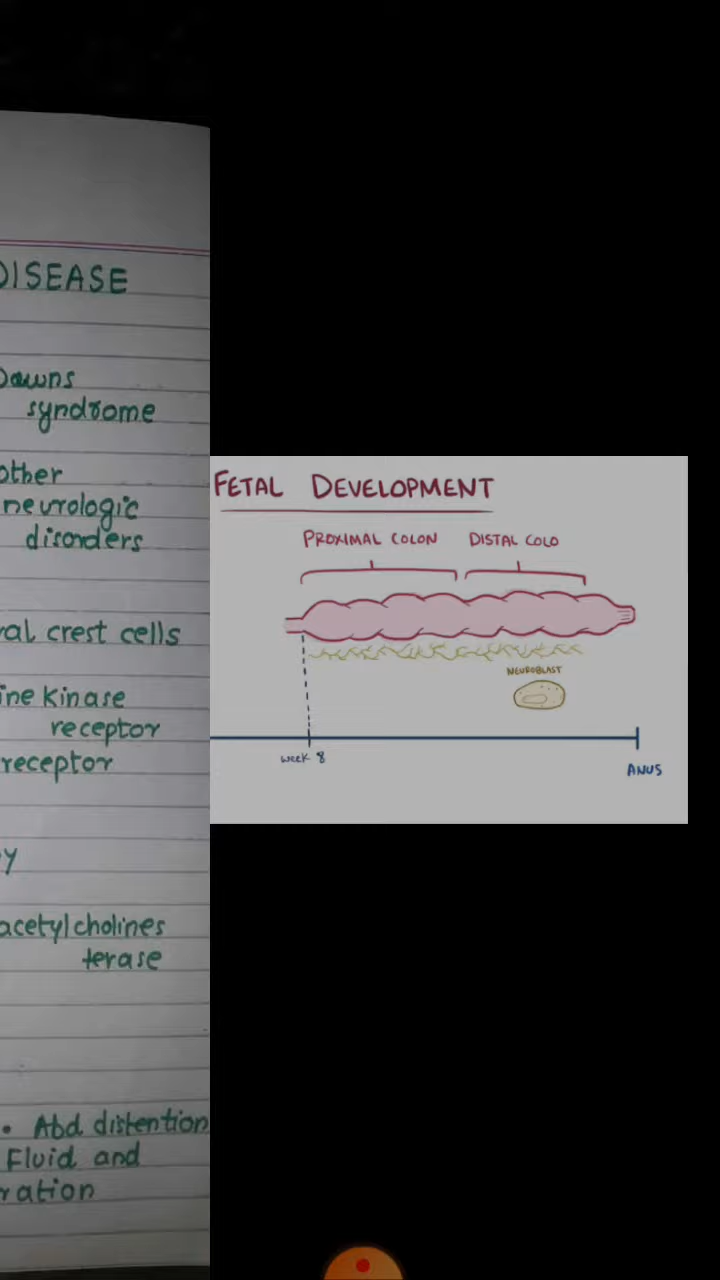 DISEASE
Dawns
syndrome
other
neurologic
disorders
al crest cells
ine kinase
receptor
receptor
y
acetylcholines
terase
• Abd distention
Fluid and
ration
FETAL DEVELOPMENT
PROXIMAL COLON DISTAL COLO
NEUROBLAST
WEEK 8
ANUS